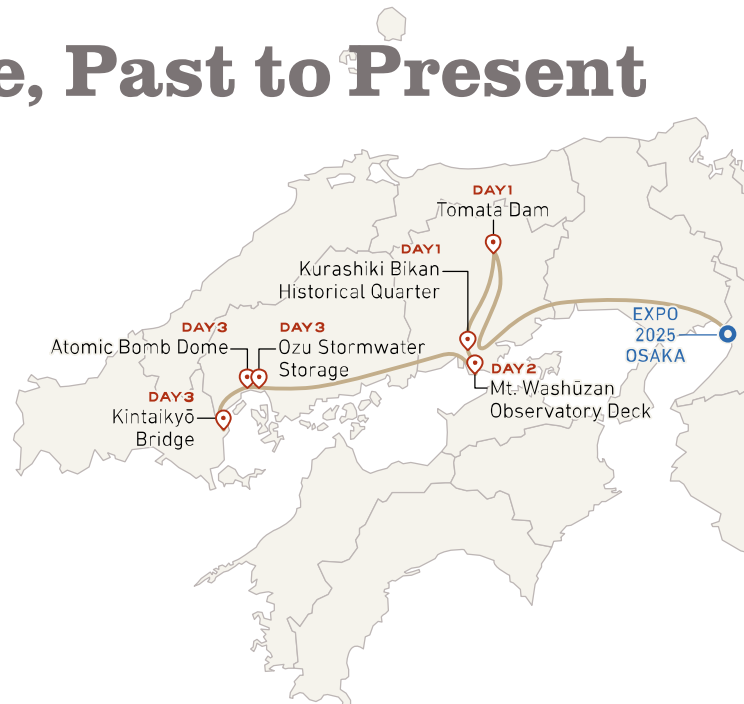 e, Past to Present
DAY1
Tomata Dam
DAY1
Kurashiki Bikan
Historical Quarter
DAY3
Atomic Bomb Dome
DAY3
Ozu Stormwater
Storage
EXPO
2025
OSAKA
DAY2
Mt. Washūzan
Observatory Deck
DAY3
Kintaikyō
Bridge